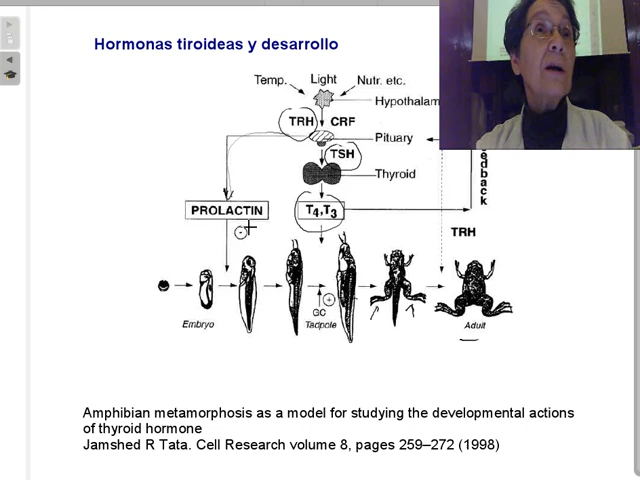 Hormonas tiroideas y desarrollo
Temp. Light Nutr. etc.
Hypothalam
TRH CRF
Pituary
TSH
Thyroid
edback
PROLACTIN T4,T3
TRH
GC
Embryo Tadpole Adult
Amphibian metamorphosis as a model for studying the developmental actions
of thyroid hormone
Jamshed R Tata. Cell Research volume 8, pages 259–272 (1998)